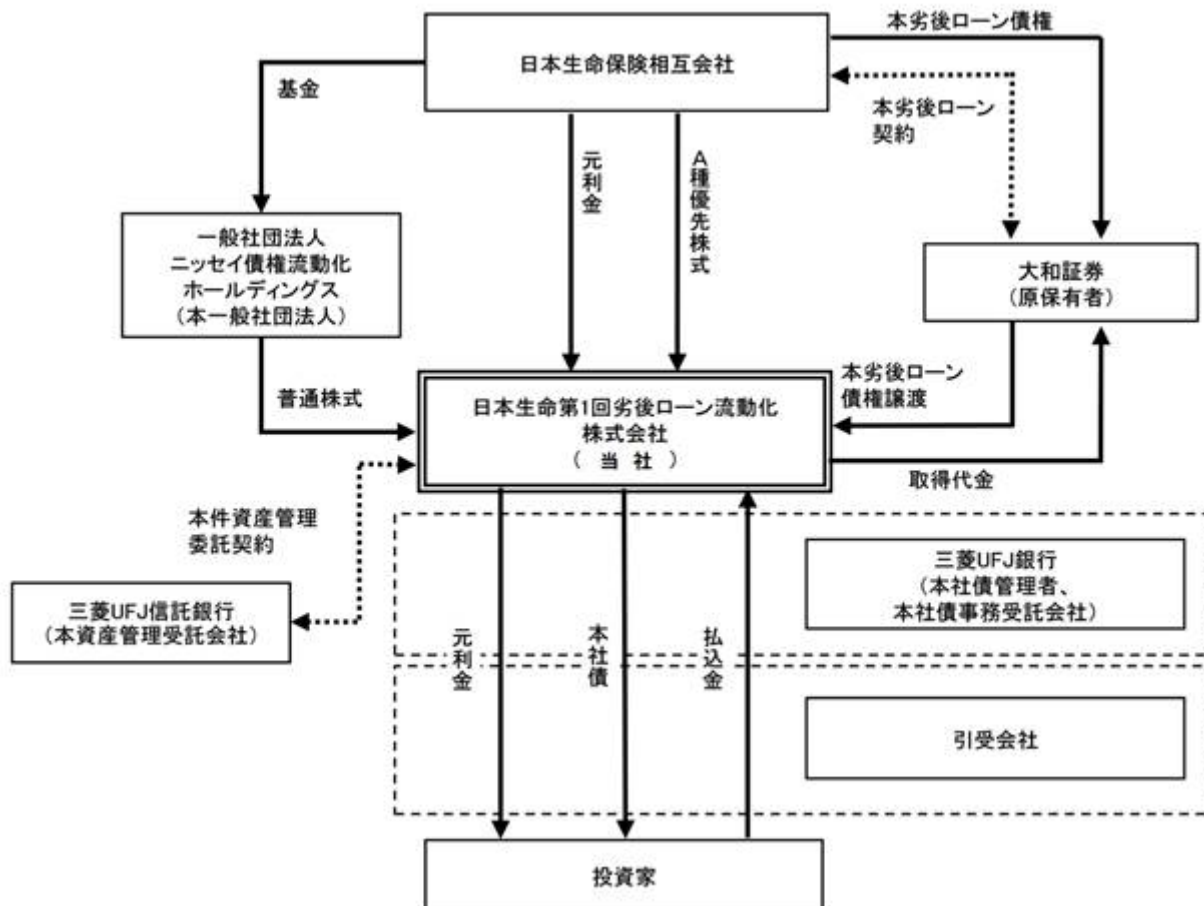 日本生命保険相互会社
本劣後ローン債権
基金
本劣後ローン
契約
元利金
A種優先株式
一般社団法人
ニッセイ債権流動化
ホールディングス
(本一般社団法人)
大和証券
(原保有者)
普通株式
日本生命第1回劣後ローン流動化
株式会社
(当社)
本劣後ローン
債権譲渡
取得代金
本件資産管理
委託契約
三菱UFJ銀行
(本社債管理者、
本社債事務受託会社)
三菱UFJ信託銀行
(本資産管理受託会社)
元利金
本社債
払込金
引受会社
投資家